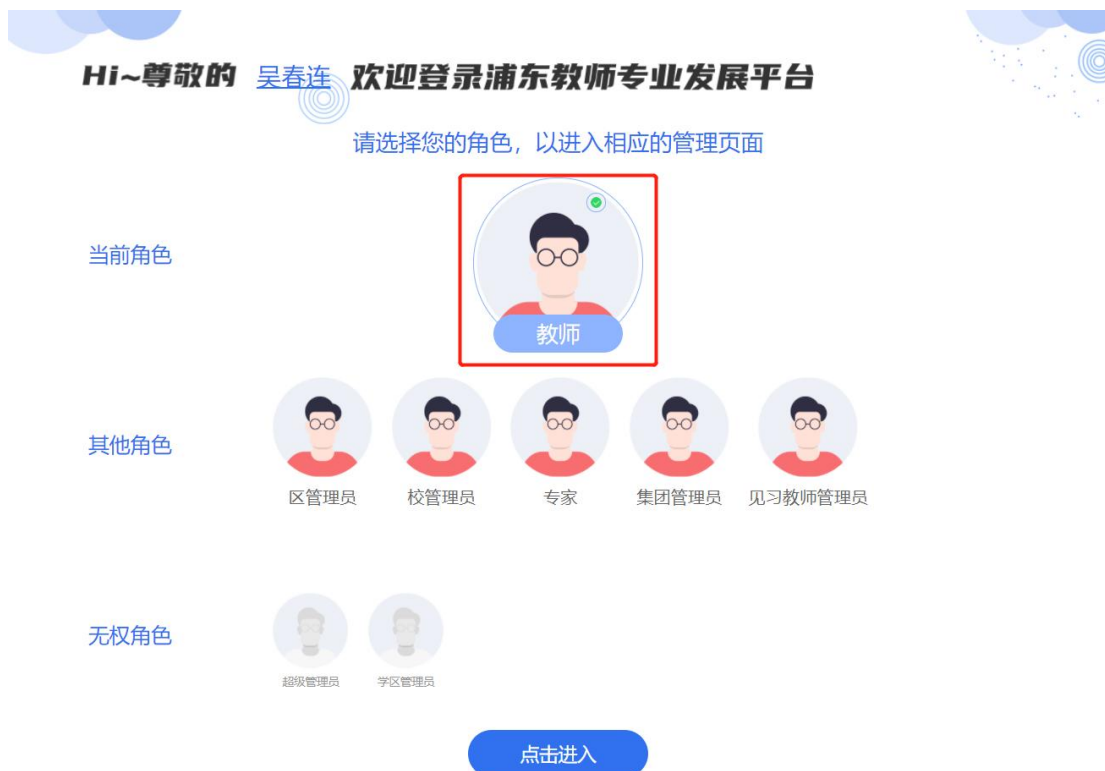 Hi~尊敬的 吴春连 欢迎登录浦东教师专业发展平台
请选择您的角色，以进入相应的管理页面
当前角色
教师
其他角色
区管理员 校管理员 专家 集团管理员 见习教师管理员
无权角色
超级管理员 学区管理员
点击进入